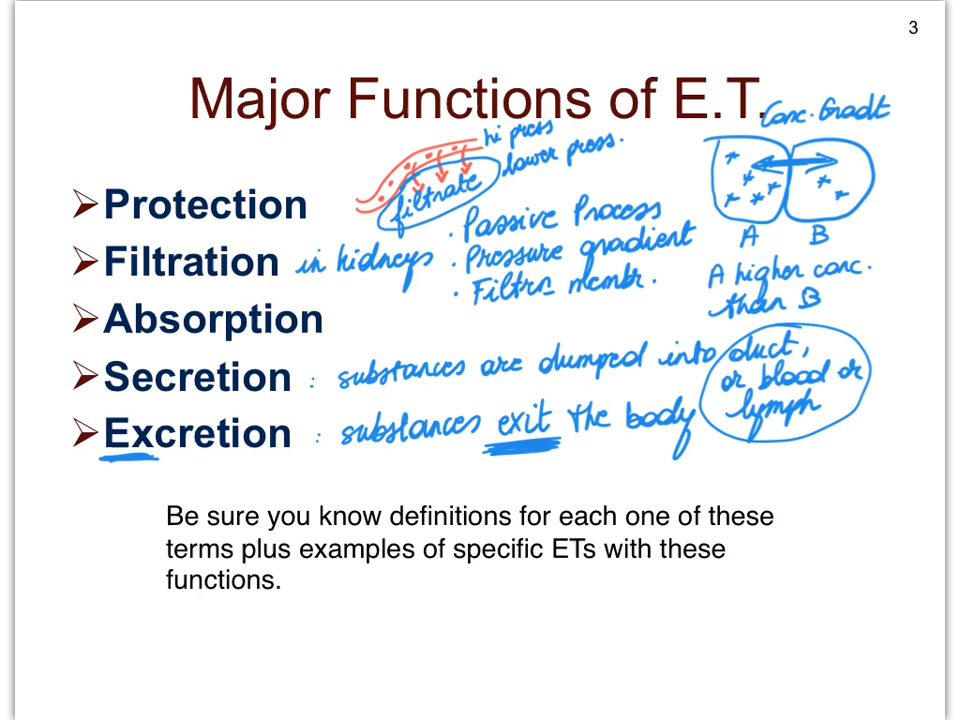 3
Major Functions of E.T.
Conc. Gradt
hi press
lower press.
filtrate
➢Protection
• Passive Process
A B
➢Filtration in kidneys • Pressure gradient
• Filtrn membr.
A higher conc.
than B
➢Absorption
➢Secretion : substances are dumped into duct,
or blood or
lymph
➢Excretion : substances exit the body
Be sure you know definitions for each one of these
terms plus examples of specific ETs with these
functions.